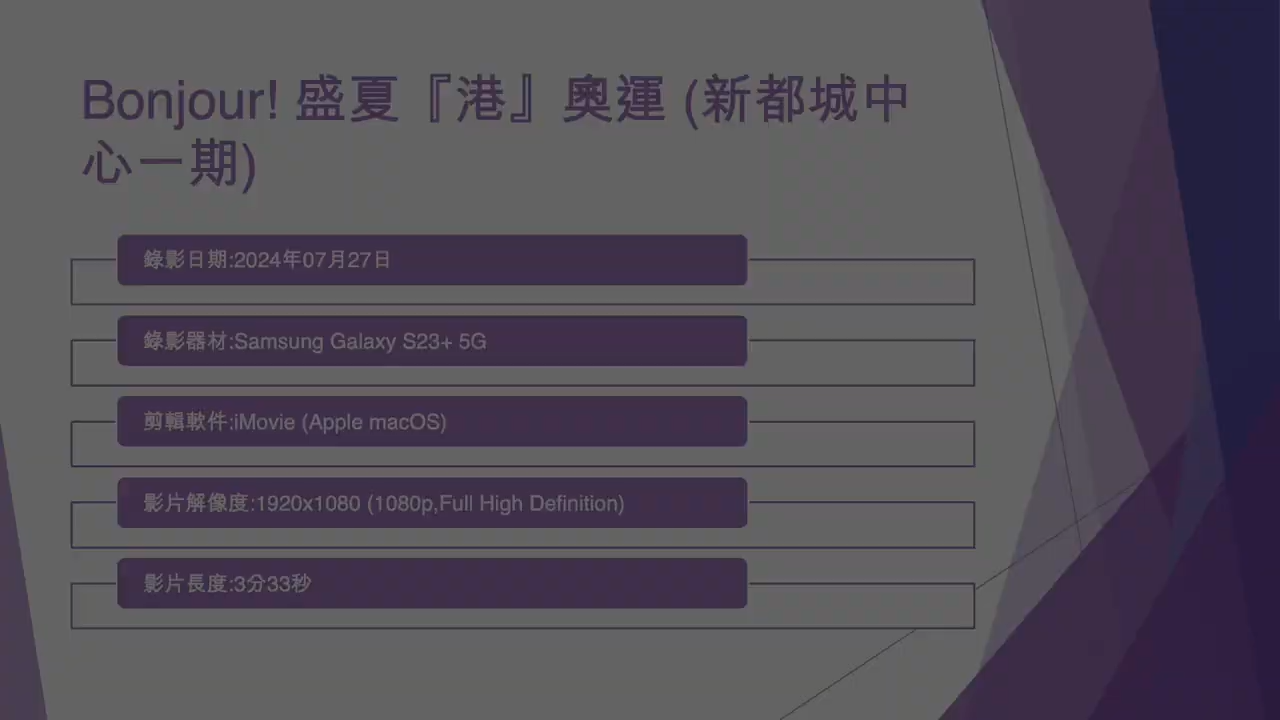 Bonjour! 盛夏『港』奧運 (新都城中
心一期)
錄影日期:2024年07月27日
錄影器材:Samsung Galaxy S23+ 5G
剪輯軟件:iMovie (Apple macOS)
影片解像度:1920x1080 (1080p,Full High Definition)
影片長度:3分33秒